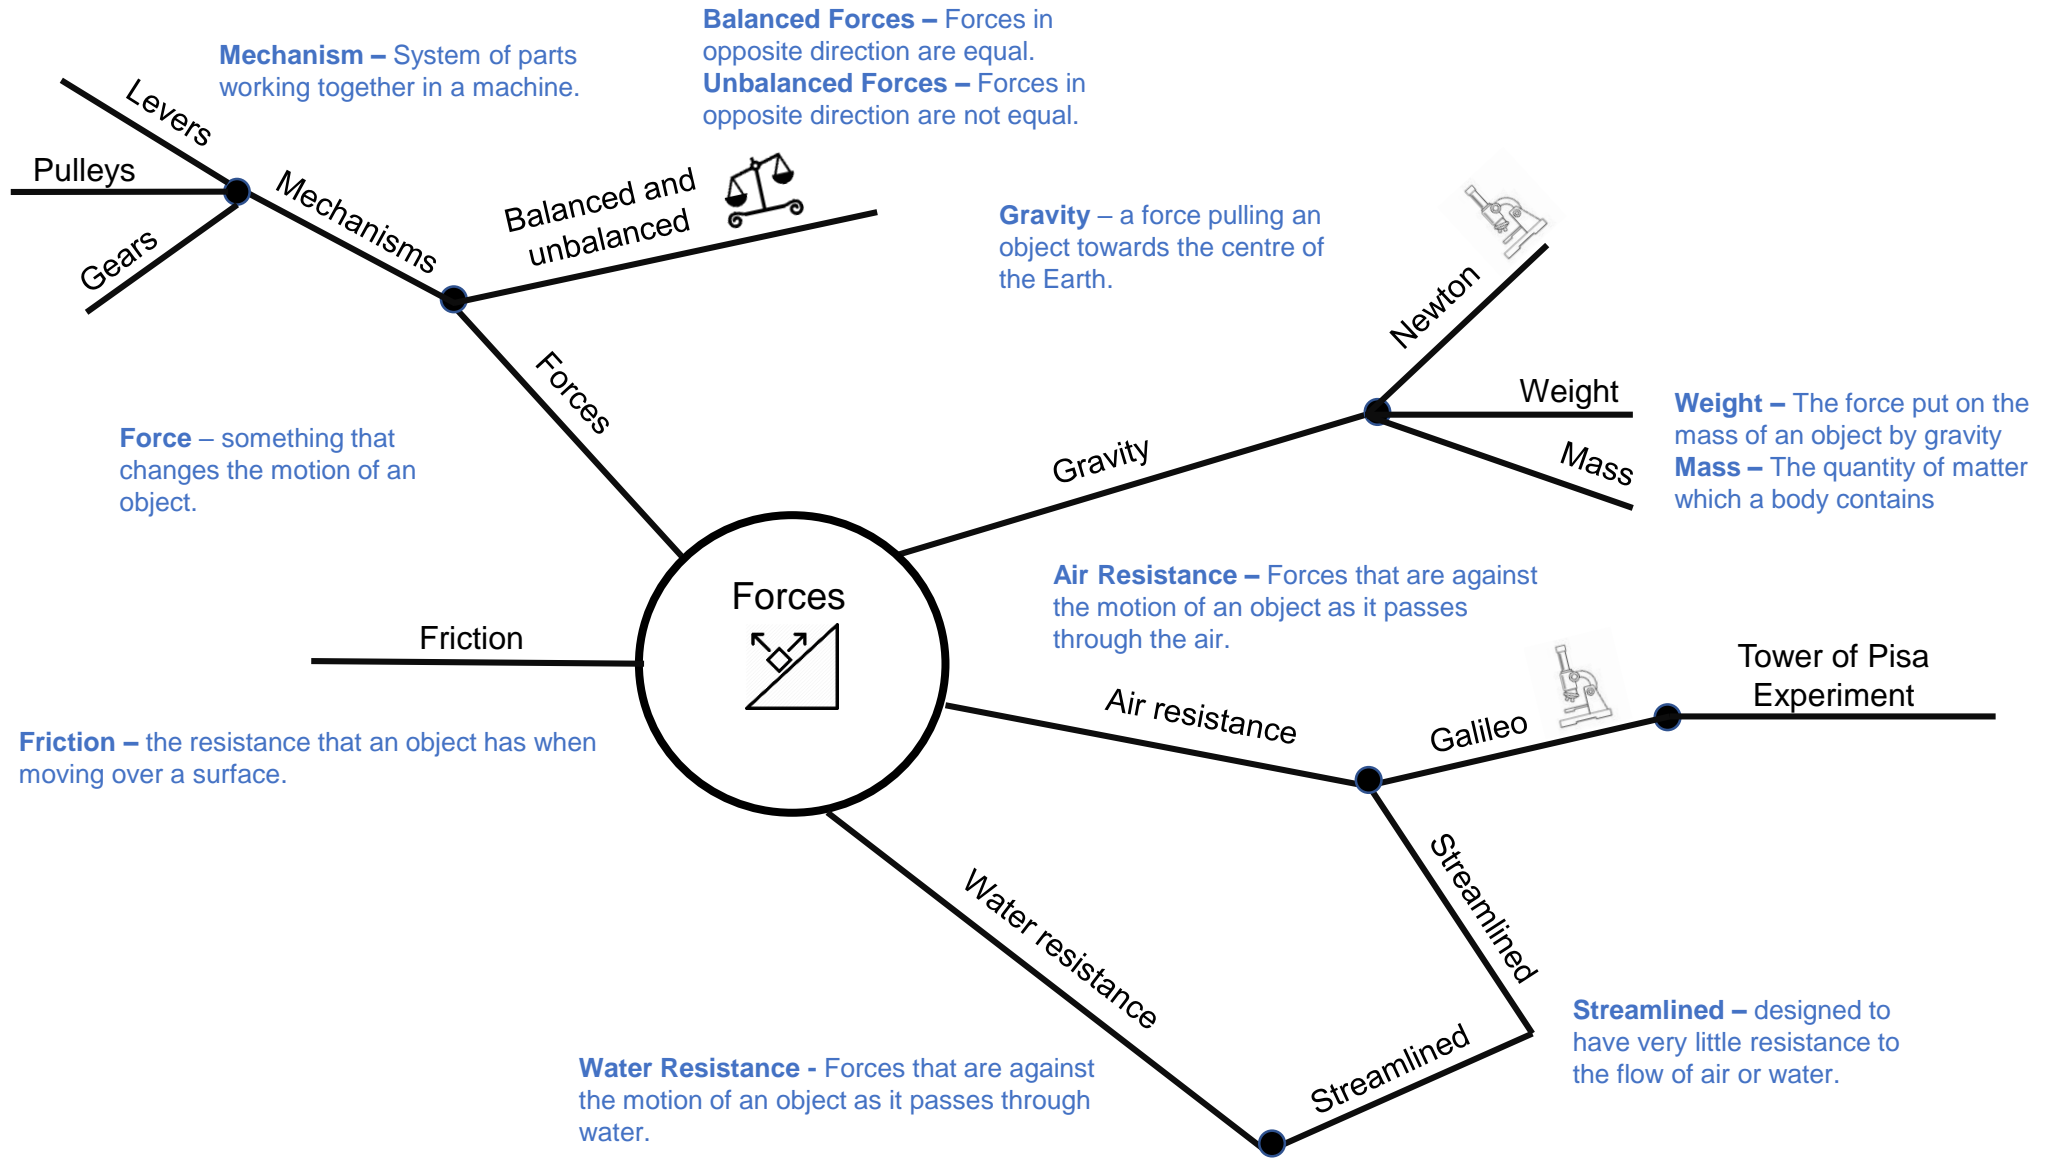 Balanced Forces – Forces in
opposite direction are equal.
Unbalanced Forces – Forces in
opposite direction are not equal.
Mechanism – System of parts
working together in a machine.
Levers
Pulleys
Gears
Mechanisms
Balanced and
unbalanced
Gravity – a force pulling an
object towards the centre of
the Earth.
Newton
Weight
Mass
Weight – The force put on the
mass of an object by gravity
Mass – The quantity of matter
which a body contains
Forces
Force – something that
changes the motion of an
object.
Gravity
Forces
Air Resistance – Forces that are against
the motion of an object as it passes
through the air.
Friction
Friction – the resistance that an object has when
moving over a surface.
Air resistance
Galileo
Tower of Pisa
Experiment
Streamlined
Water resistance
Streamlined
Streamlined – designed to
have very little resistance to
the flow of air or water.
Water Resistance - Forces that are against
the motion of an object as it passes through
water.